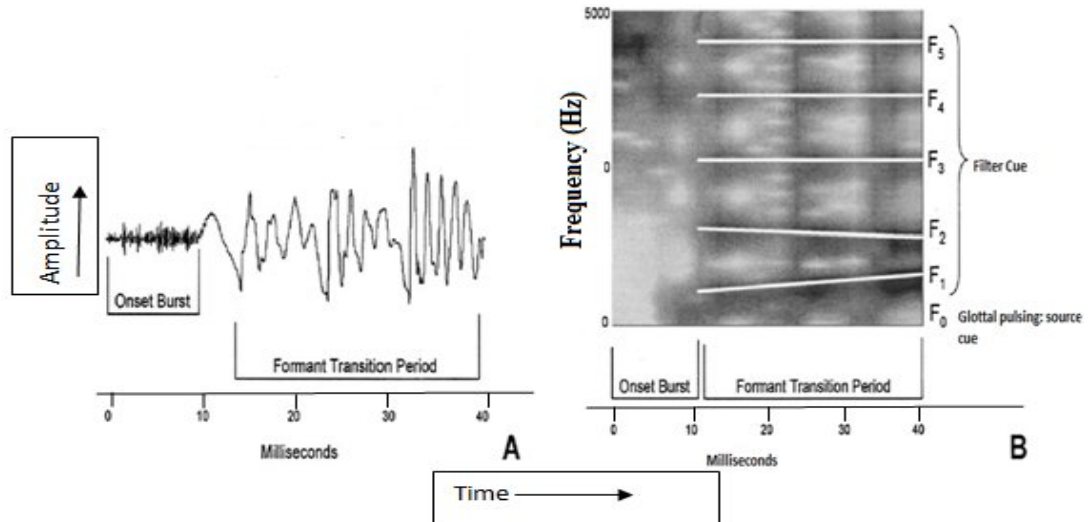 Amplitude
Onset Burst
Formant Transition Period
0 10 20 30 40
Milliseconds
A
5000
Frequency (Hz)
0
0
F5
F4
F3
F2
F1
F0
Filter Cue
Glottal pulsing: source
cue
Onset Burst
Formant Transition Period
0 10 20 30 40
Milliseconds
B
Time